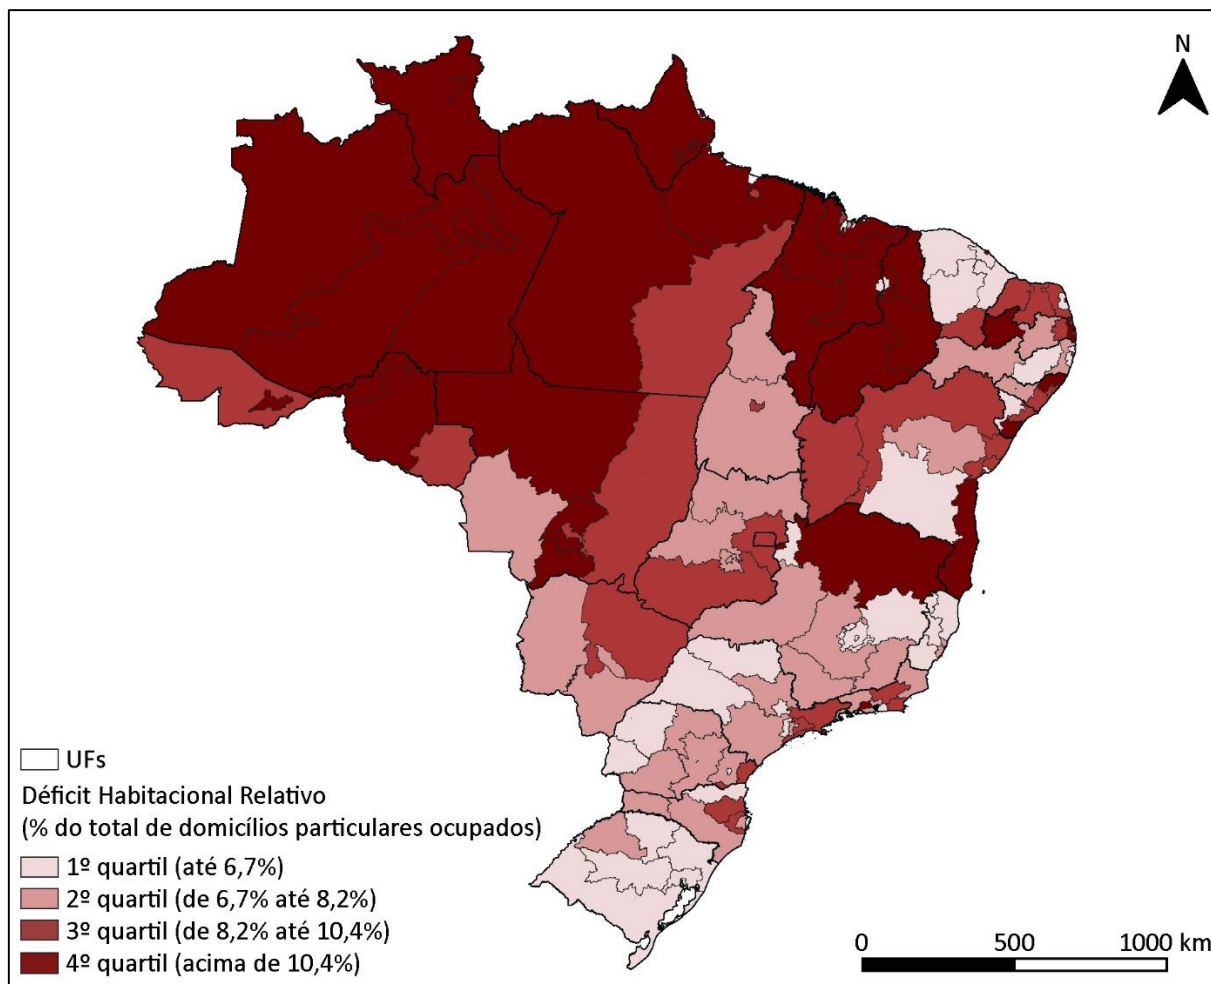 N
UFs
Déficit Habitacional Relativo
(% do total de domicílios particulares ocupados)
1º quartil (até 6,7%)
2º quartil (de 6,7% até 8,2%)
3º quartil (de 8,2% até 10,4%)
4º quartil (acima de 10,4%)
0 500 1000 km